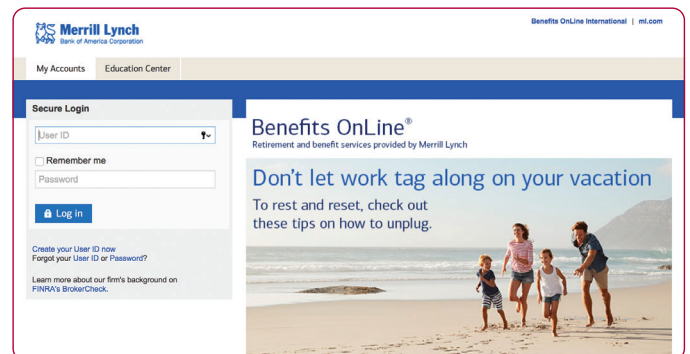 Merrill Lynch
Bank of America Corporation
Benefits OnLine International | ml.com
My Accounts Education Center
Secure Login
User ID
Remember me
Password
Log in
Create your User ID now
Forgot your User ID or Password?
Learn more about our firm's background on
FINRA's BrokerCheck.
Benefits OnLine®
Retirement and benefit services provided by Merrill Lynch
Don't let work tag along on your vacation
To rest and reset, check out
these tips on how to unplug.